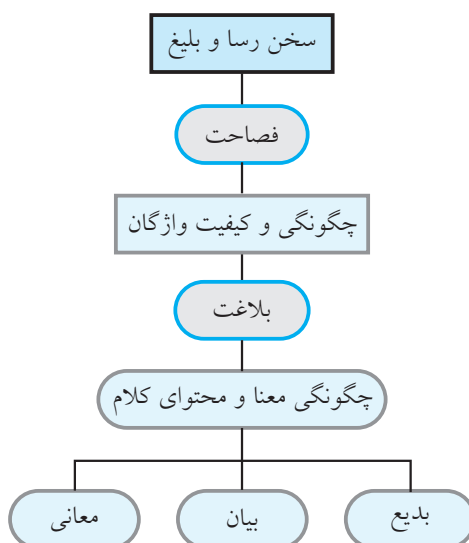 سخن رسا و بلیغ
فصاحت
چگونگی و کیفیت واژگان
بلاغت
چگونگی معنا و محتوای کلام
بدیع
بیان
معانی